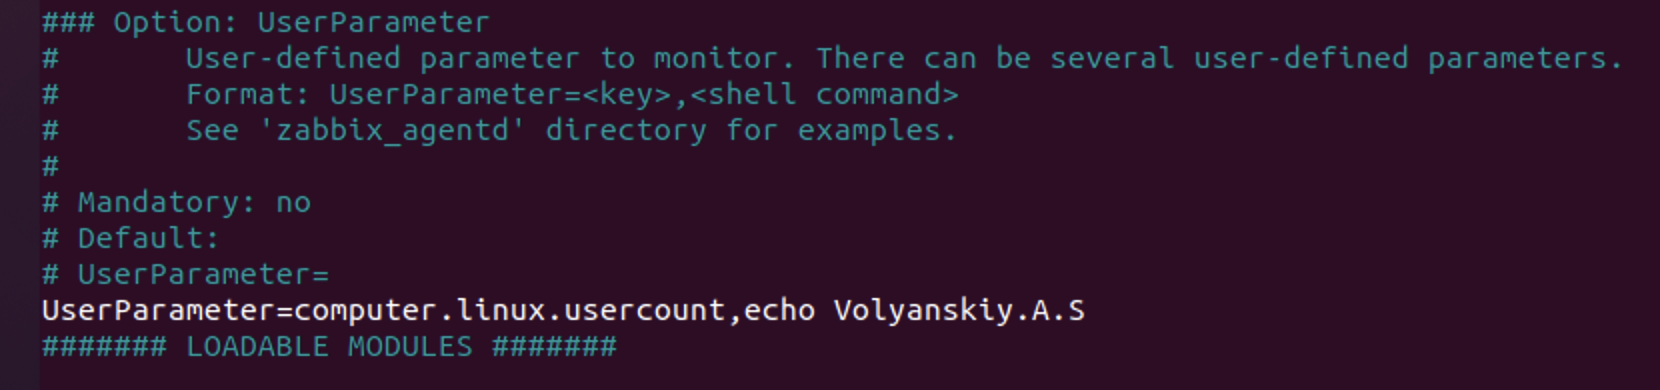 ### Option: UserParameter
#       User-defined parameter to monitor. There can be several user-defined parameters.
#       Format: UserParameter=<key>,<shell command>
#       See 'zabbix_agentd' directory for examples.
#
# Mandatory: no
# Default:
# UserParameter=
UserParameter=computer.linux.usercount,echo Volyanskiy.A.S
####### LOADABLE MODULES #######